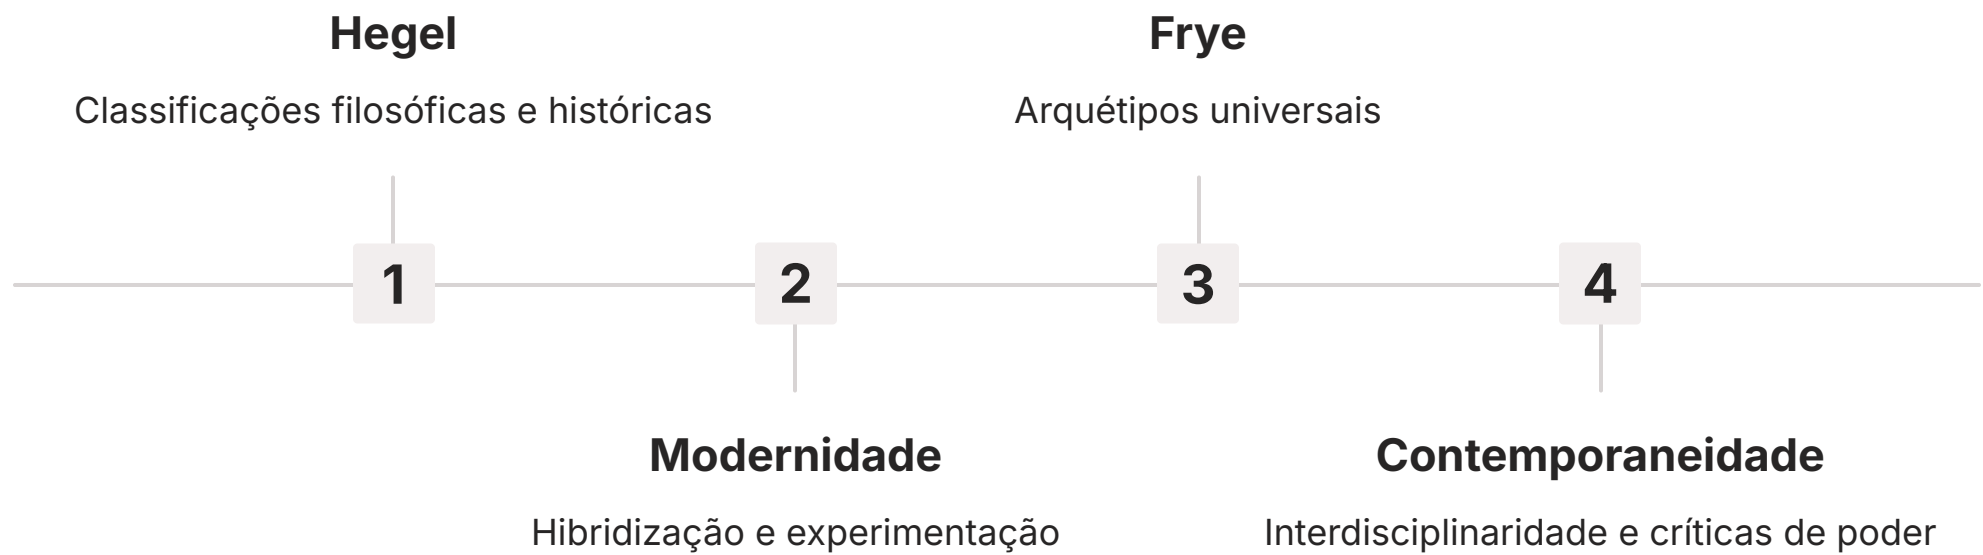 Hegel
Classificações filosóficas e históricas
Frye
Arquétipos universais
1
2
3
4
Modernidade
Hibridização e experimentação
Contemporaneidade
Interdisciplinaridade e críticas de poder